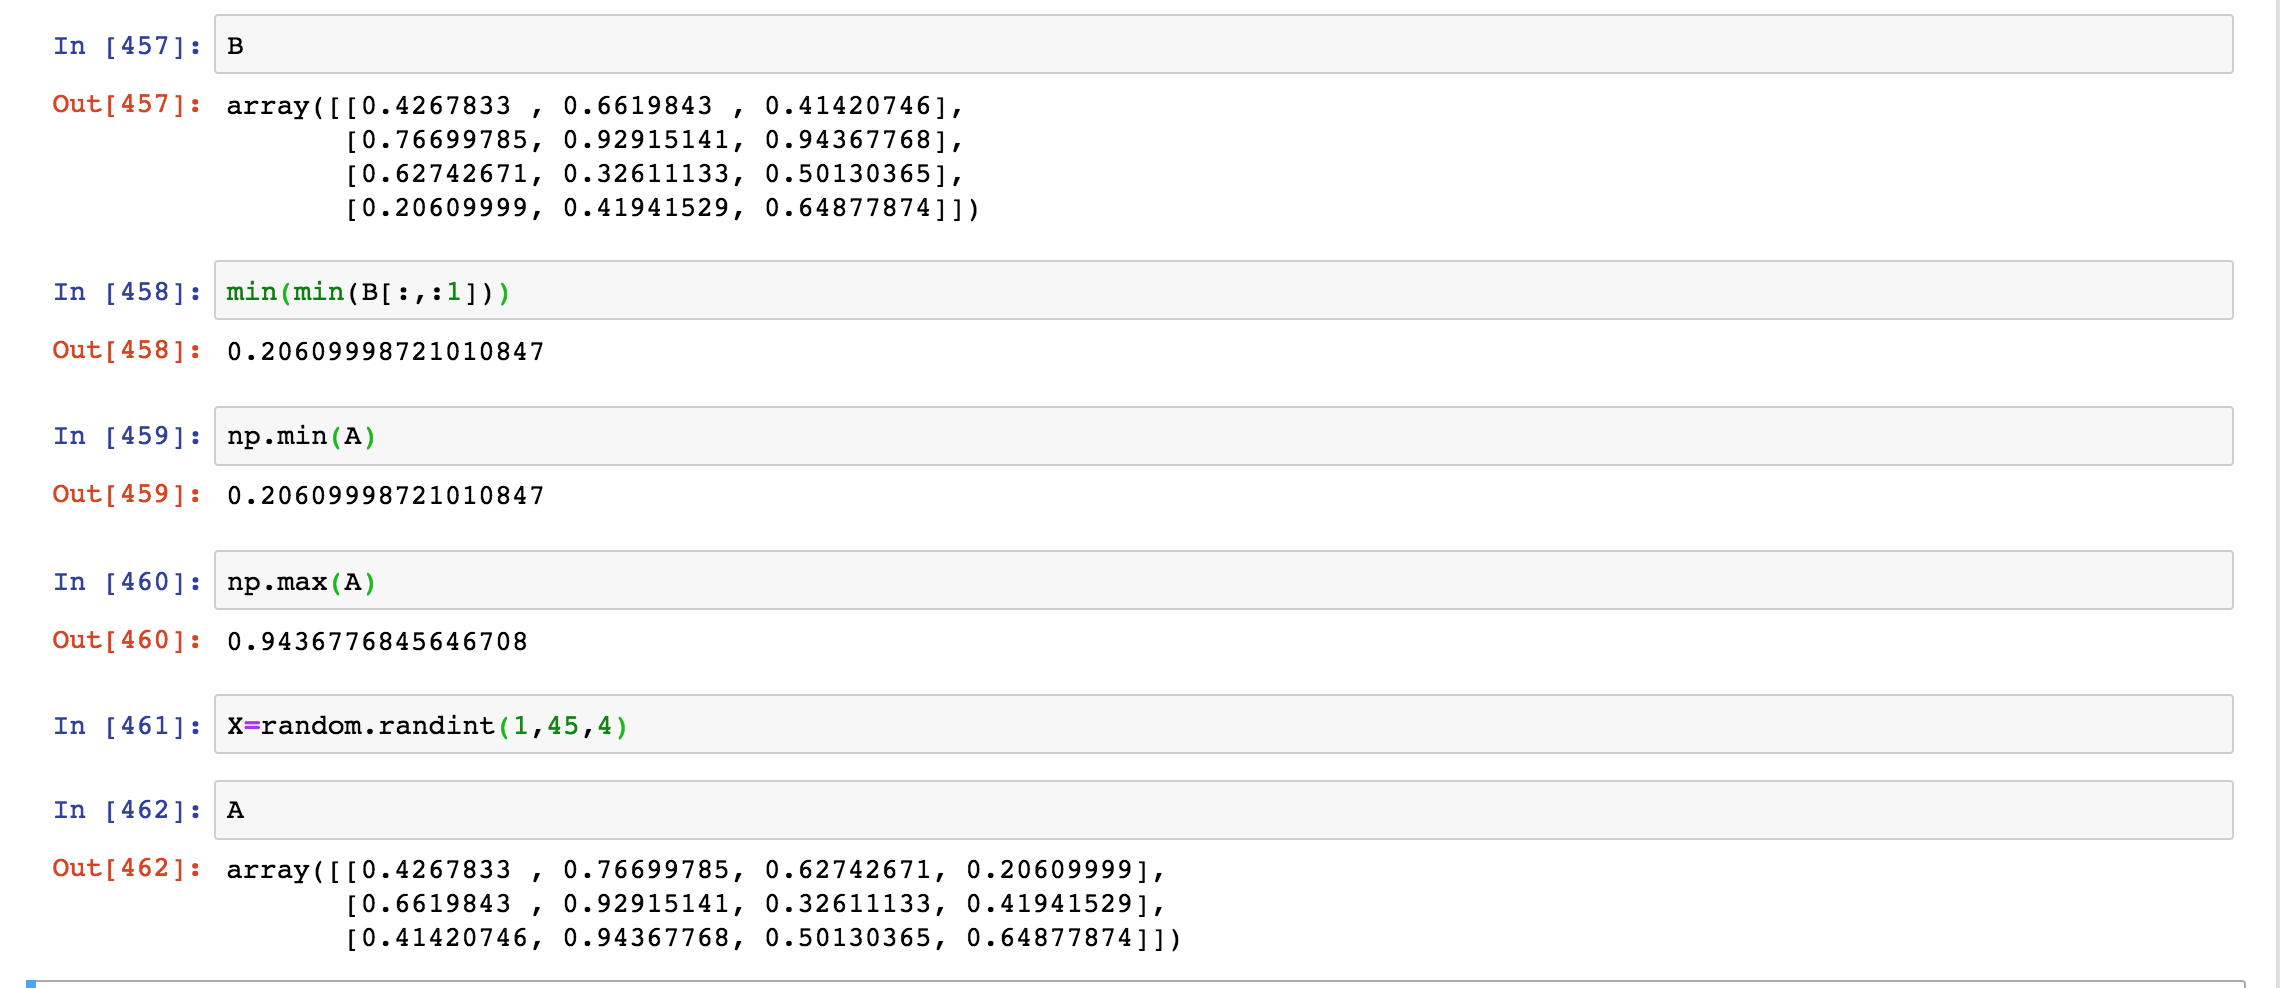 In [457]: B
Out[457]: array([[0.4267833 , 0.6619843 , 0.41420746],
       [0.76699785, 0.92915141, 0.94367768],
       [0.62742671, 0.32611133, 0.50130365],
       [0.20609999, 0.41941529, 0.64877874]])
In [458]: min(min(B[:,:1]))
Out[458]: 0.20609998721010847
In [459]: np.min(A)
Out[459]: 0.20609998721010847
In [460]: np.max(A)
Out[460]: 0.9436776845646708
In [461]: X=random.randint(1,45,4)
In [462]: A
Out[462]: array([[0.4267833 , 0.76699785, 0.62742671, 0.20609999],
       [0.6619843 , 0.92915141, 0.32611133, 0.41941529],
       [0.41420746, 0.94367768, 0.50130365, 0.64877874]])